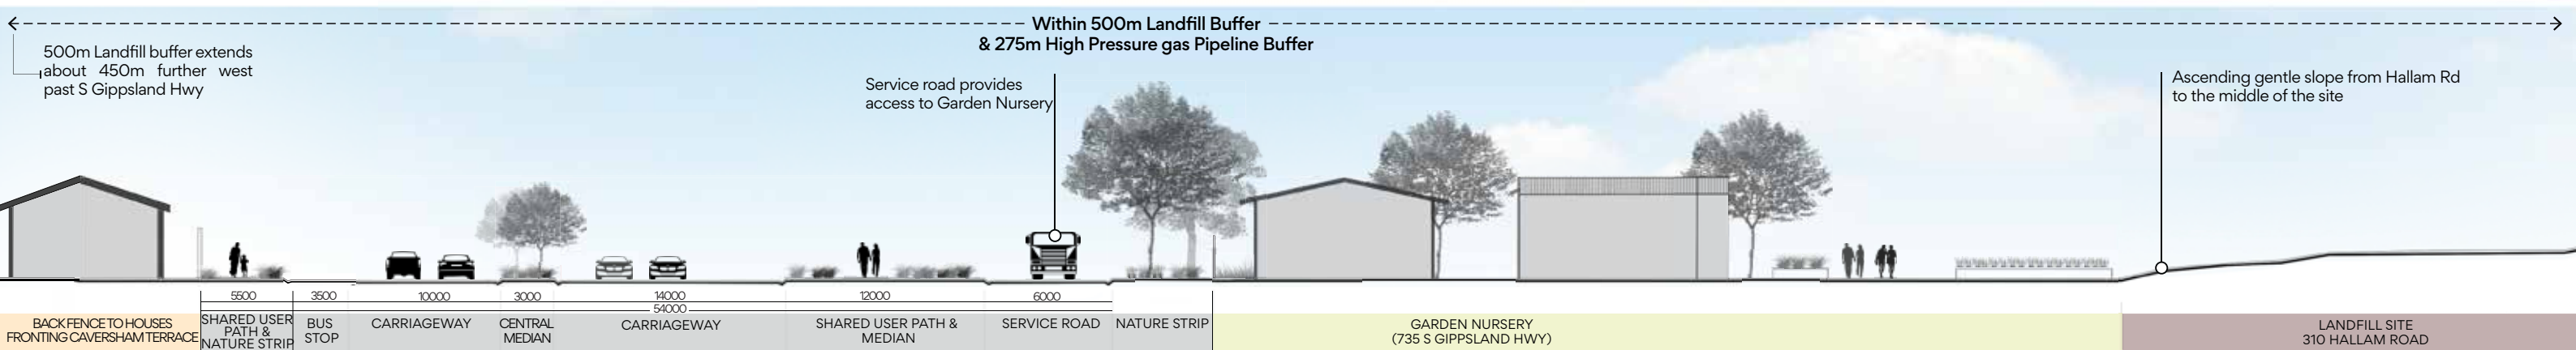 Within 500m Landfill Buffer
& 275m High Pressure gas Pipeline Buffer
500m Landfill buffer extends
about 450m further west
past S Gippsland Hwy
Service road provides
access to Garden Nursery
Ascending gentle slope from Hallam Rd
to the middle of the site
5500
3500
10000
3000
14000
12000
6000
54000
BACK FENCE TO HOUSES
FRONTING CAVERSHAM TERRACE
SHARED USER
PATH &
NATURE STRIP
BUS
STOP
CARRIAGEWAY
CENTRAL
MEDIAN
CARRIAGEWAY
SHARED USER PATH &
MEDIAN
SERVICE ROAD
NATURE STRIP
GARDEN NURSERY
(735 S GIPPSLAND HWY)
LANDFILL SITE
310 HALLAM ROAD